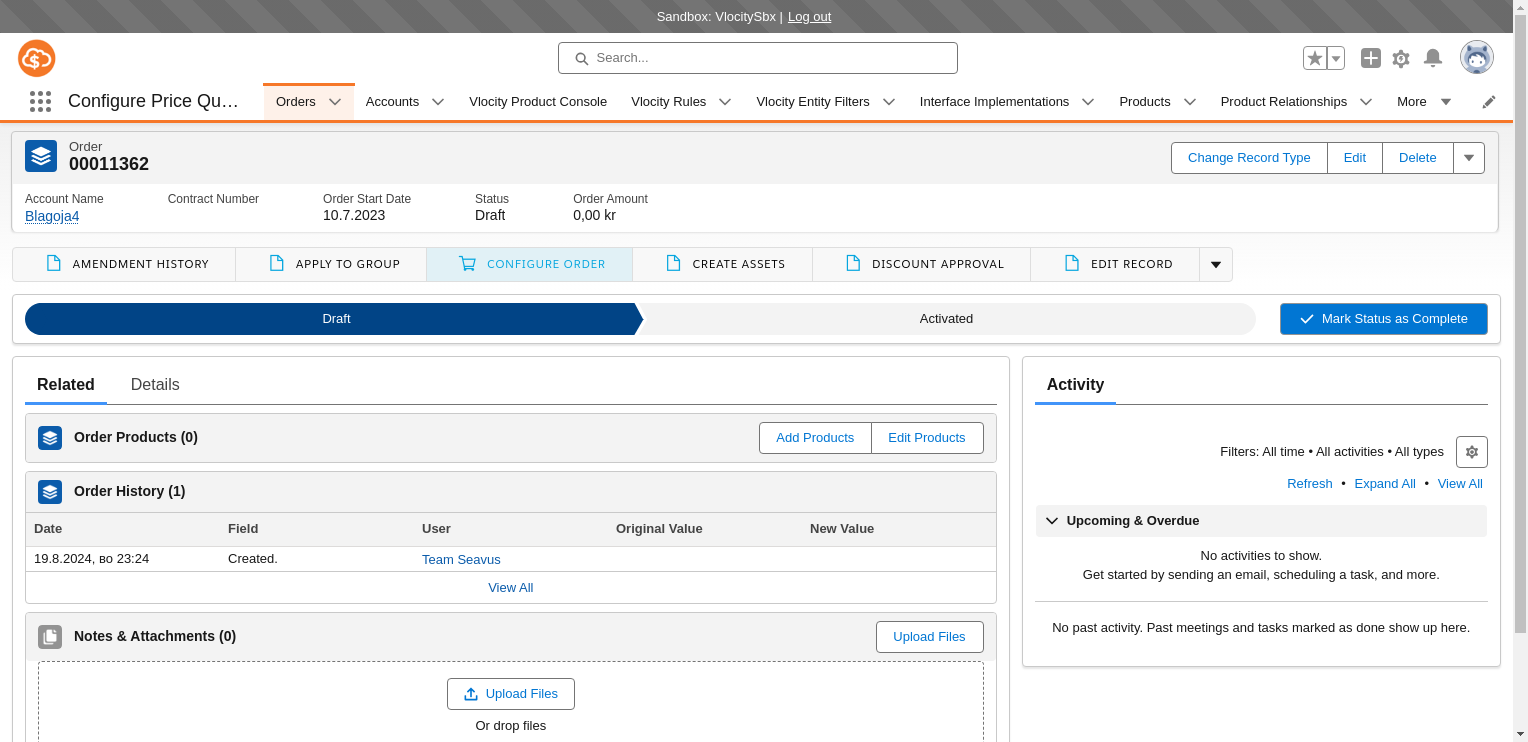 Sandbox: VlocitySbx | Log out
Search...
Configure Price Qu...
Orders
Accounts
Vlocity Product Console
Vlocity Rules
Vlocity Entity Filters
Interface Implementations
Products
Product Relationships
More
Order
00011362
Change Record Type
Edit
Delete
Account Name
Contract Number
Order Start Date
Status
Order Amount
Blagoja4
10.7.2023
Draft
0,00 kr
AMENDMENT HISTORY
APPLY TO GROUP
CONFIGURE ORDER
CREATE ASSETS
DISCOUNT APPROVAL
EDIT RECORD
Draft
Activated
Mark Status as Complete
Related
Details
Order Products (0)
Add Products
Edit Products
Order History (1)
Date
Field
User
Original Value
New Value
19.8.2024, во 23:24
Created.
Team Seavus
View All
Notes & Attachments (0)
Upload Files
Upload Files
Or drop files
Activity
Filters: All time • All activities • All types
Refresh • Expand All • View All
Upcoming & Overdue
No activities to show.
Get started by sending an email, scheduling a task, and more.
No past activity. Past meetings and tasks marked as done show up here.